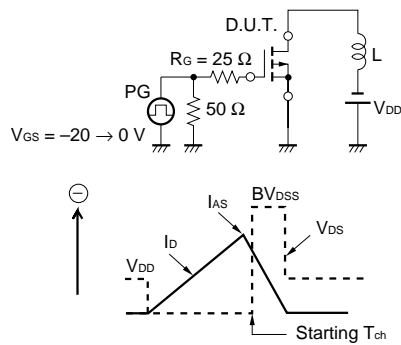 D.U.T.
RG = 25 Ω
L
PG
50 Ω
VDD
VGS = –20 → 0 V
⊖
IAS
BVDSS
ID
VDS
VDD
Starting Tch